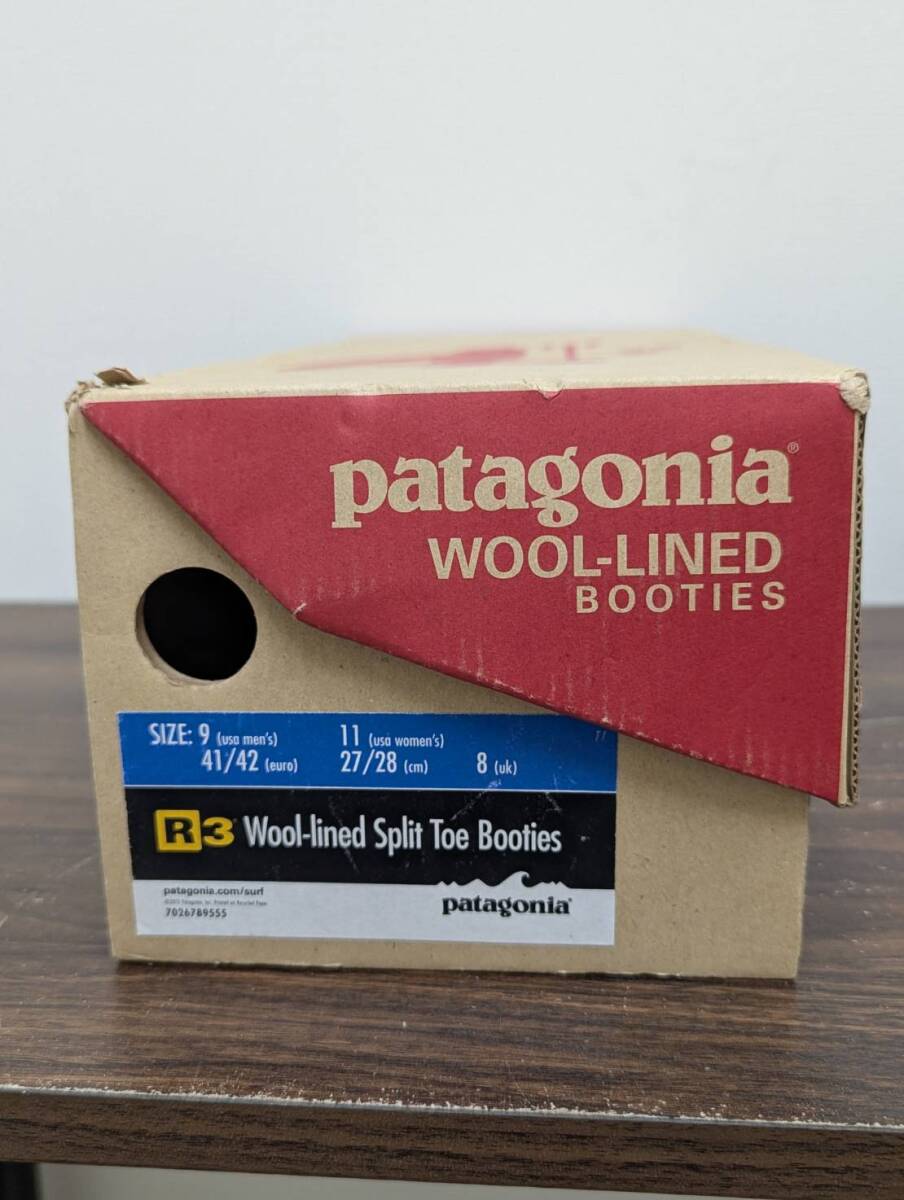 patagonia®
WOOL-LINED
BOOTIES
SIZE: 9 (usa men's) 11 (usa women's)
41/42 (euro) 27/28 (cm) 8 (uk)
R3® Wool-lined Split Toe Booties
patagonia.com/surf
7026789555
patagonia®